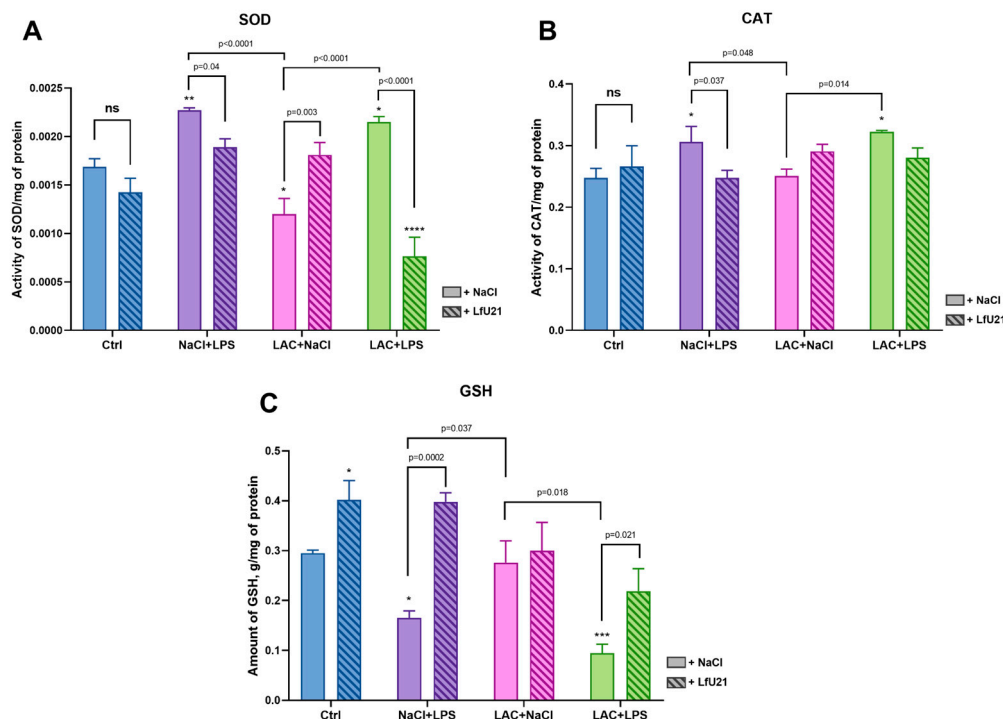 A
SOD
p<0.0001
p<0.0001
p=0.04
p<0.0001
ns
**
p=0.003
*
*
****
Activity of SOD/mg of protein
0.0025
0.0020
0.0015
0.0010
0.0005
0.0000
+ NaCl
+ LfU21
Ctrl
NaCl+LPS
LAC+NaCl
LAC+LPS
B
CAT
p=0.048
p=0.037
p=0.014
ns
*
*
Activity of CAT/mg of protein
0.4
0.3
0.2
0.1
0.0
+ NaCl
+ LfU21
Ctrl
NaCl+LPS
LAC+NaCl
LAC+LPS
C
GSH
p=0.037
p=0.0002
p=0.018
p=0.021
*
*
***
Amount of GSH, g/mg of protein
0.5
0.4
0.3
0.2
0.1
0.0
+ NaCl
+ LfU21
Ctrl
NaCl+LPS
LAC+NaCl
LAC+LPS